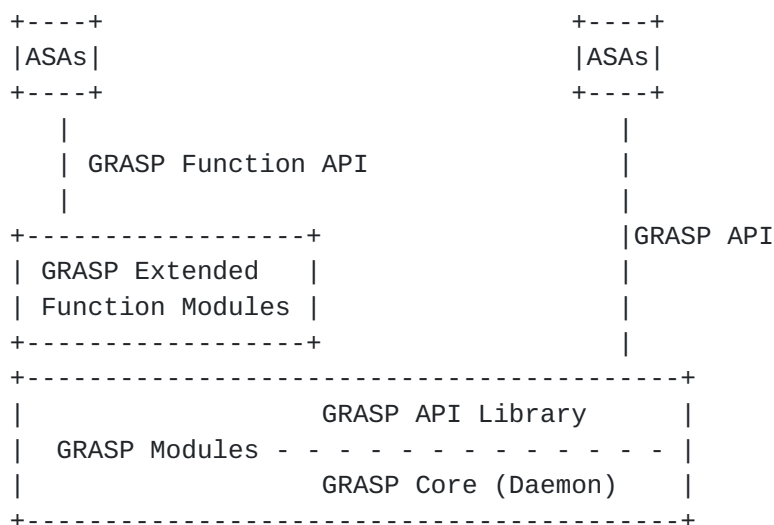 ASAs ASAs
GRASP Function API
GRASP API
GRASP Extended
Function Modules
GRASP API Library
GRASP Modules
GRASP Core (Daemon)